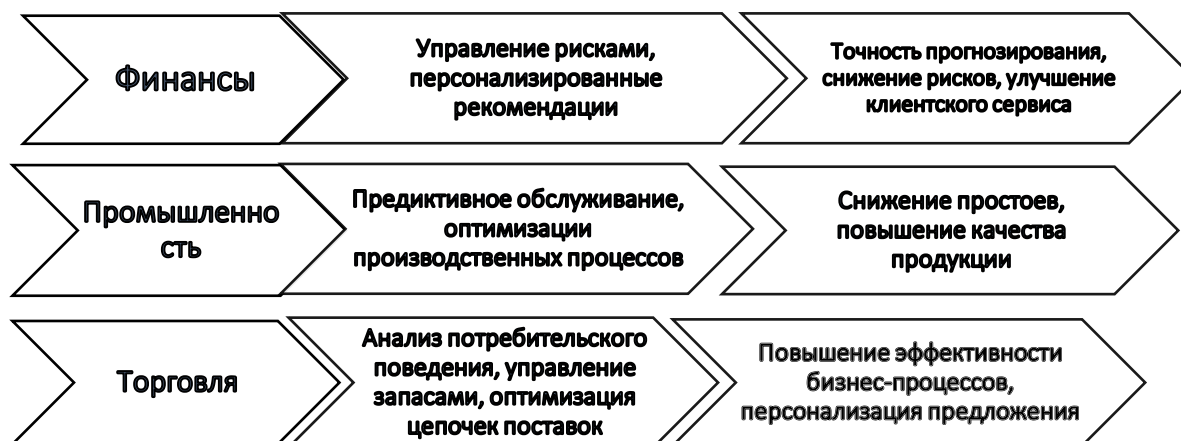 Финансы
Управление рисками,
персонализированные
рекомендации
Точность прогнозирования,
снижение рисков, улучшение
клиентского сервиса
Промышленно
сть
Предиктивное обслуживание,
оптимизации
производственных процессов
Снижение простоев,
повышение качества
продукции
Торговля
Анализ потребительского
поведения, управление
запасами, оптимизация
цепочек поставок
Повышение эффективности
бизнес-процессов,
персонализация предложения